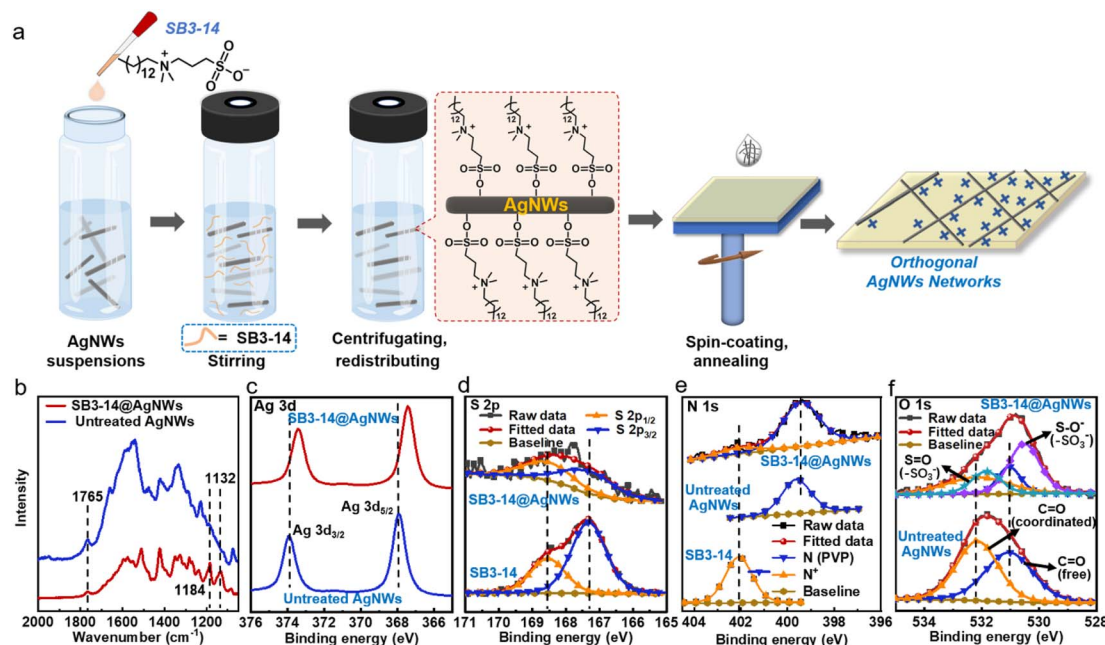 a
SB3-14
12
N
+
S
O
O
O⁻
AgNWs
suspensions
= SB3-14
Stirring
Centrifugating,
redistributing
AgNWs
Spin-coating,
annealing
Orthogonal
AgNWs Networks
b
SB3-14@AgNWs
Untreated AgNWs
1765
1132
1184
Intensity
2000 1800 1600 1400 1200
Wavenumber (cm⁻¹)
c
Ag 3d
SB3-14@AgNWs
Ag 3d5/2
Ag 3d3/2
Untreated AgNWs
376 374 372 370 368 366
Binding energy (eV)
d
S 2p
Raw data
Fitted data
Baseline
S 2p1/2
S 2p3/2
SB3-14@AgNWs
SB3-14
171 170 169 168 167 166 165
Binding energy (eV)
e
N 1s
SB3-14@AgNWs
Untreated
AgNWs
SB3-14
Raw data
Fitted data
N (PVP)
N⁺
Baseline
404 402 400 398 396
Binding energy (eV)
f
O 1s
SB3-14@AgNWs
Raw data
Fitted data
Baseline
S-O⁻
(-SO₃⁻)
S=O
(-SO₃⁻)
C=O
(coordinated)
Untreated
AgNWs
C=O
(free)
534 532 530 528
Binding energy (eV)